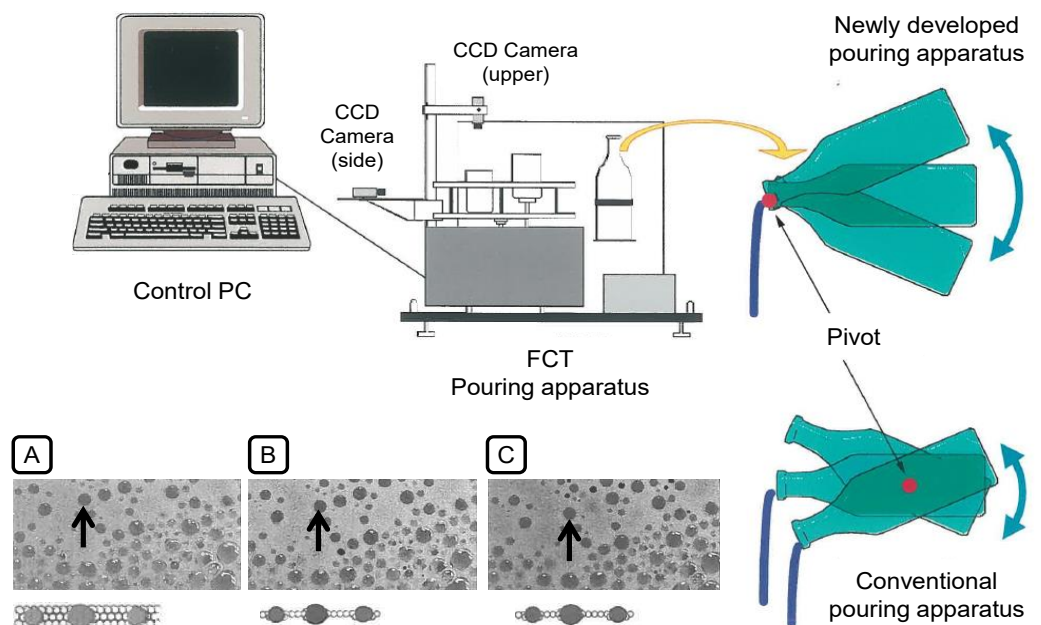 Newly developed
pouring apparatus
CCD Camera
(upper)
CCD
Camera
(side)
Control PC
FCT
Pouring apparatus
Pivot
A
B
C
Conventional
pouring apparatus